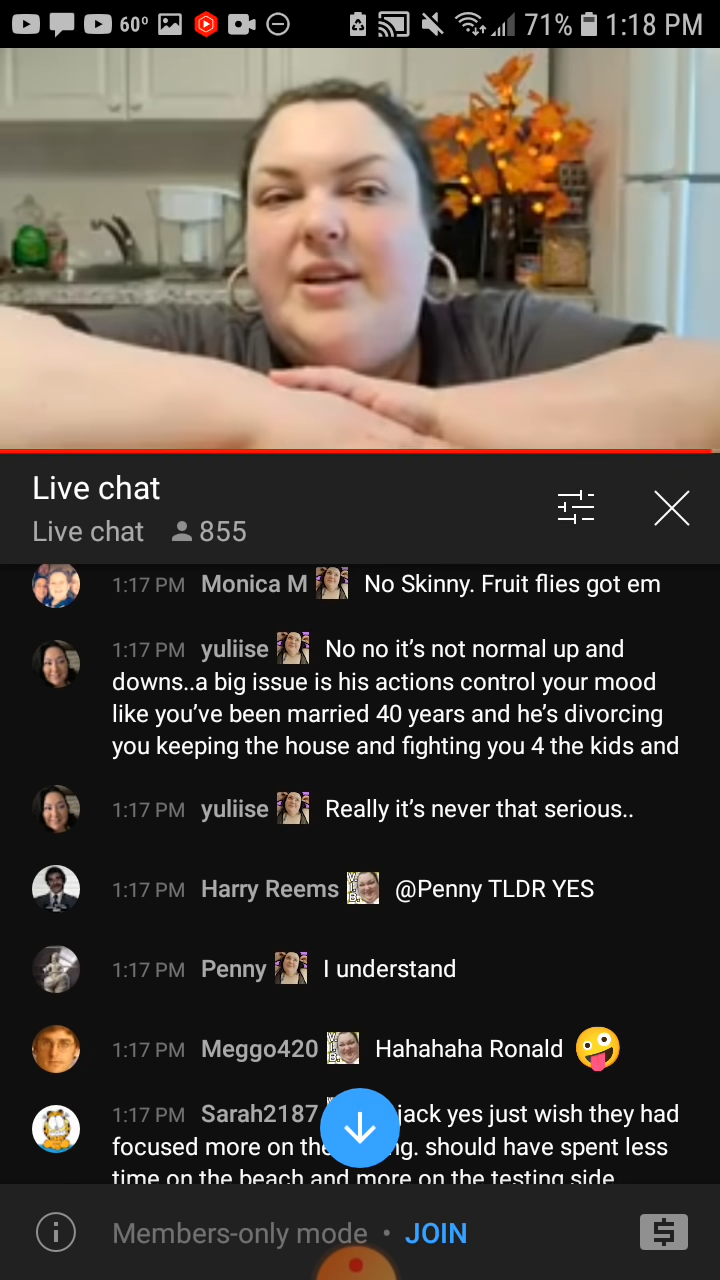 60° 71% 1:18 PM
Live chat
Live chat 855
1:17 PM Monica M No Skinny. Fruit flies got em
1:17 PM yuliise No no it’s not normal up and
downs..a big issue is his actions control your mood
like you’ve been married 40 years and he’s divorcing
you keeping the house and fighting you 4 the kids and
1:17 PM yuliise Really it’s never that serious..
1:17 PM Harry Reems @Penny TLDR YES
1:17 PM Penny I understand
1:17 PM Meggo420 Hahahaha Ronald 🤪
1:17 PM Sarah2187 jack yes just wish they had
focused more on the should have spent less
time on the beach and more on the testing side
Members-only mode • JOIN